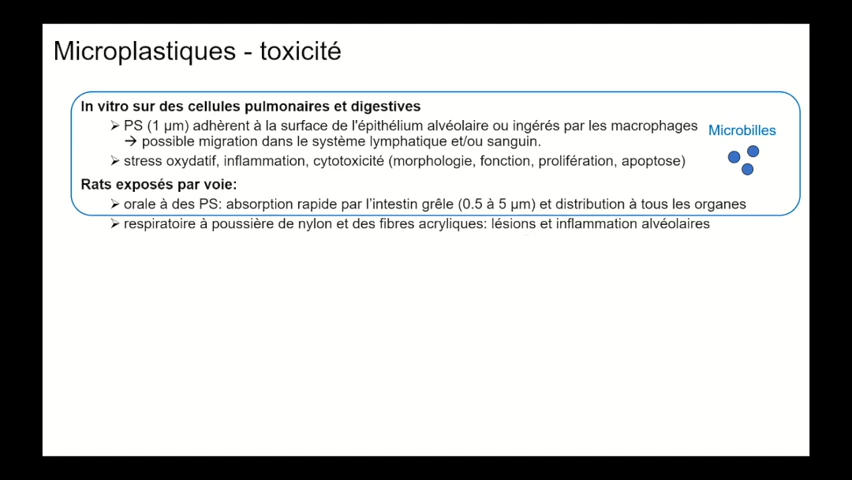 Microplastiques - toxicité
In vitro sur des cellules pulmonaires et digestives
➢ PS (1 µm) adhèrent à la surface de l'épithélium alvéolaire ou ingérés par les macrophages
→ possible migration dans le système lymphatique et/ou sanguin.
Microbilles
➢ stress oxydatif, inflammation, cytotoxicité (morphologie, fonction, prolifération, apoptose)
Rats exposés par voie:
➢ orale à des PS: absorption rapide par l'intestin grêle (0.5 à 5 µm) et distribution à tous les organes
➢ respiratoire à poussière de nylon et des fibres acryliques: lésions et inflammation alvéolaires